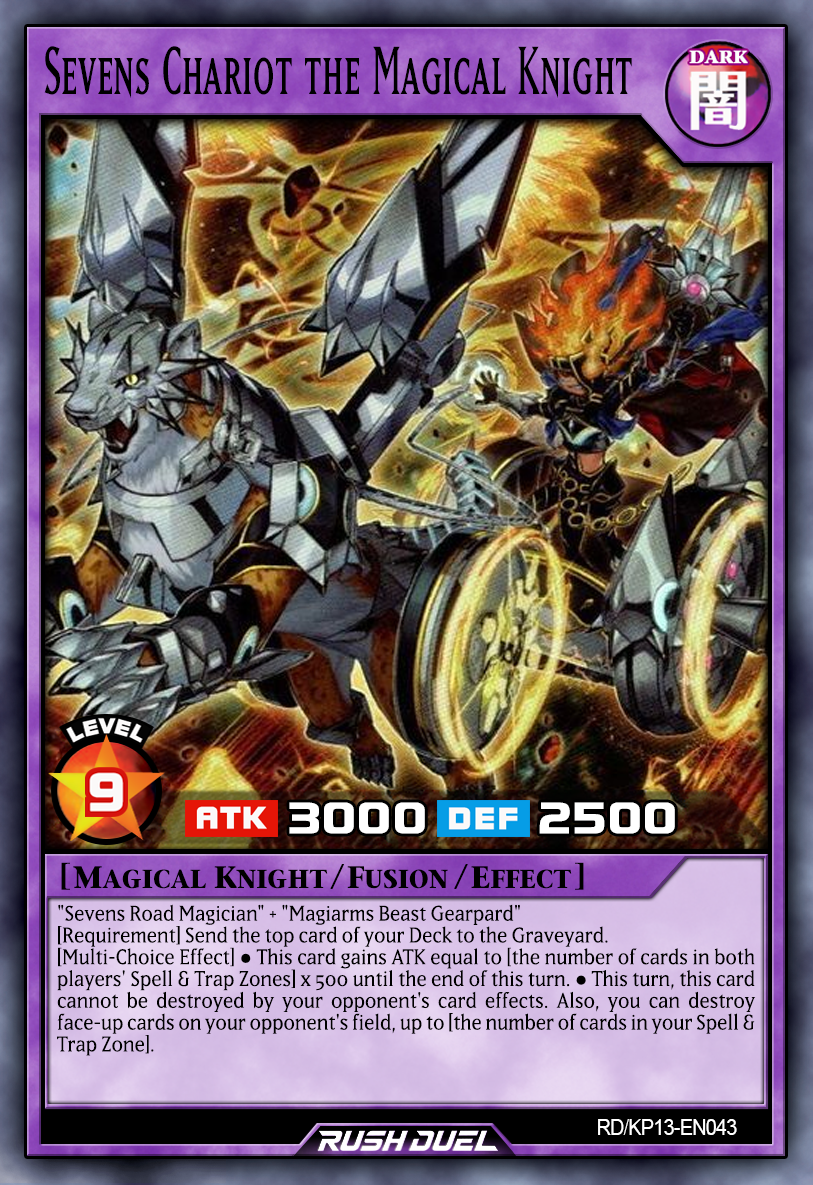 Sevens Chariot the Magical Knight
DARK
闇
LEVEL
9
ATK 3000 DEF 2500
[Magical Knight/Fusion/Effect]
"Sevens Road Magician" + "Magiarms Beast Gearpard"
[Requirement] Send the top card of your Deck to the Graveyard.
[Multi-Choice Effect] ● This card gains ATK equal to [the number of cards in both
players' Spell & Trap Zones] x 500 until the end of this turn. ● This turn, this card
cannot be destroyed by your opponent's card effects. Also, you can destroy
face-up cards on your opponent's field, up to [the number of cards in your Spell &
Trap Zone].
RD/KP13-EN043
RUSH DUEL